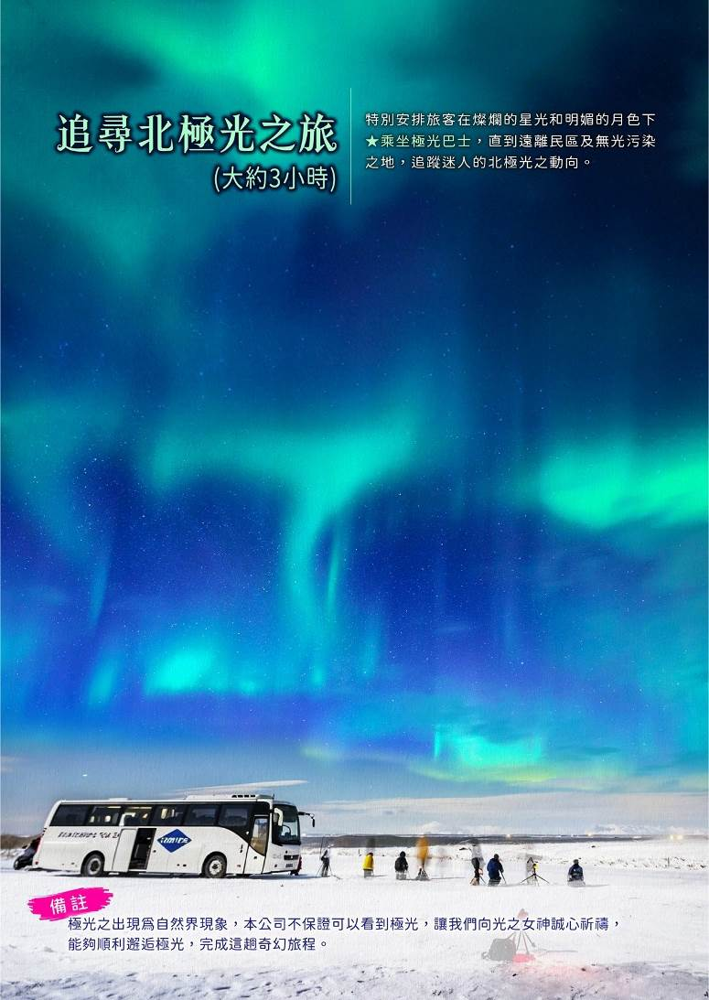 追尋北極光之旅
(大約3小時)
特別安排旅客在燦爛的星光和明媚的月色下
★乘坐極光巴士，直到遠離民區及無光污染
之地，追蹤迷人的北極光之動向。
備註
極光之出現爲自然界現象，本公司不保證可以看到極光，讓我們向光之女神誠心祈禱，
能夠順利邂逅極光，完成這趟奇幻旅程。